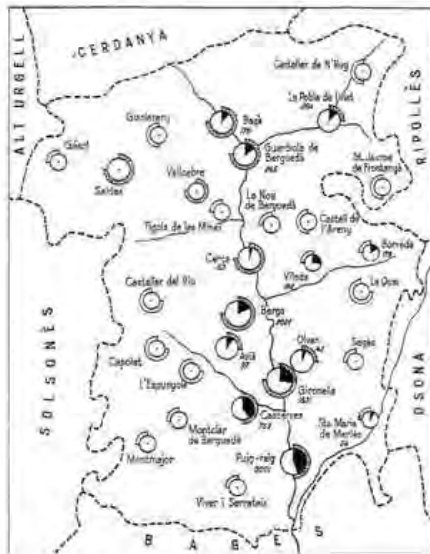 CERDANYA
ALT URGELL
Castellar de N'Hug
RIPOLLÈS
La Pobla de Lillet
Bagà
Gisclareny
Guardiola de
Berguedà
St. Jaume
de Frontanyà
Gósol
Saldes
Vallcebre
La Nou
de Berguedà
Castell de
l'Areny
Fígols de les Mines
Borredà
Cercs
Vilada
La Quar
Castellar del Riu
Berga
Olvan
Sagàs
Avià
Capolat
l'Espunyola
Gironella
SOLSONÈS
OSONA
Casserres
Sta. Maria
de Merlès
Montclar
de Berguedà
Montmajor
Puig-reig
Viver i Serrateix
BAGES